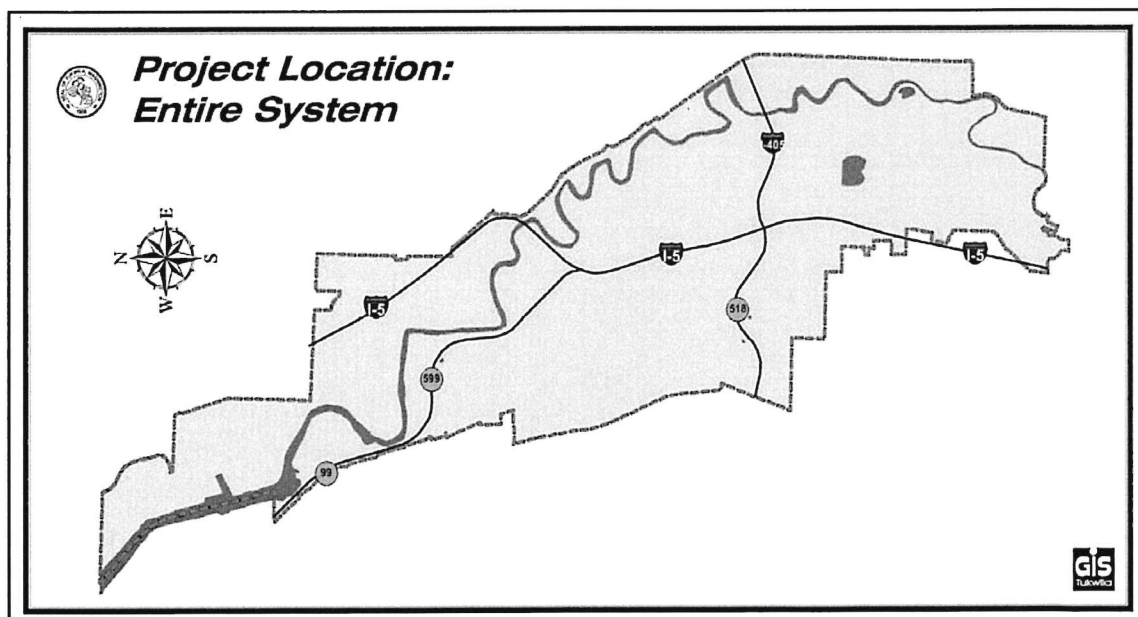 Project Location:
Entire System
E
N
S
W
I-405
I-5
I-5
I-5
518
599
99
GIS
Tukwila